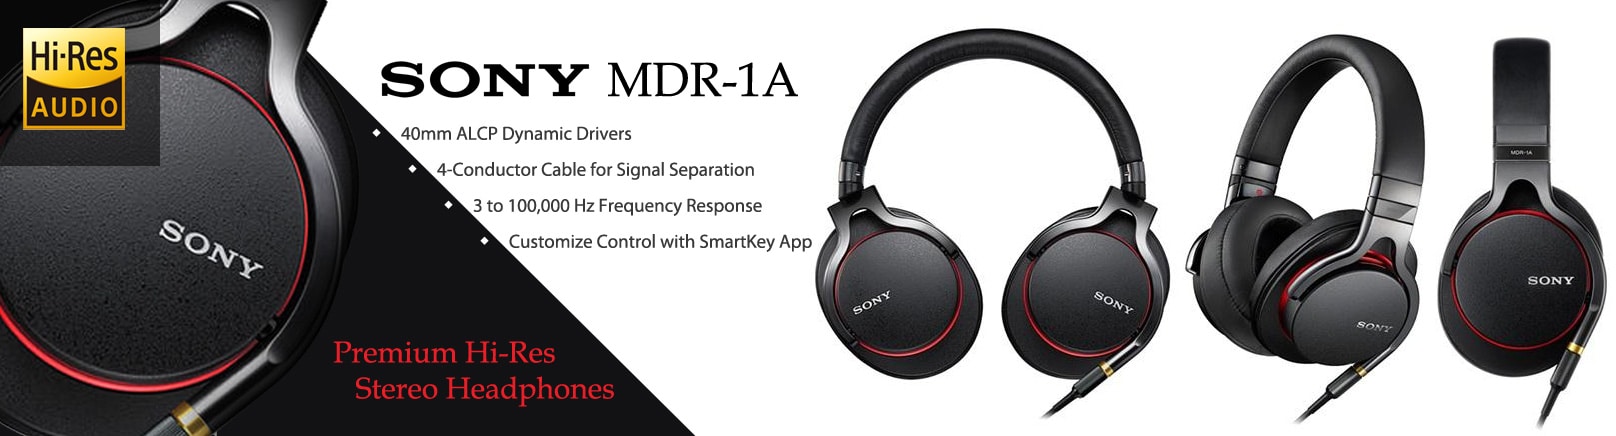 Hi-Res
AUDIO
SONY
SONY MDR-1A
40mm ALCP Dynamic Drivers
4-Conductor Cable for Signal Separation
3 to 100,000 Hz Frequency Response
Customize Control with SmartKey App
Premium Hi-Res
Stereo Headphones
SONY
SONY
SONY
MDR-1A
SONY